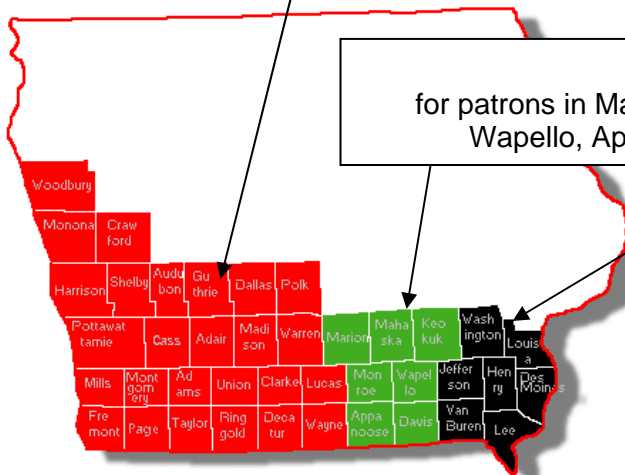 for patrons in Ma
Wapello, Ap
Woodbury
Monona
Craw
ford
Harrison
Shelby
Audu
bon
Gu
thrie
Dallas
Polk
Pottawat
tamie
Cass
Adair
Madi
son
Warren
Marion
Maha
ska
Keo
kuk
Wash
ington
Louis
a
Mills
Mont
gom
ery
Ad
ams
Union
Clarke
Lucas
Mon
roe
Wapel
lo
Jeffer
son
Hen
ry
Des
Moines
Fre
mont
Page
Taylor
Ring
gold
Deca
tur
Wayne
Appa
noose
Davis
Van
Buren
Lee